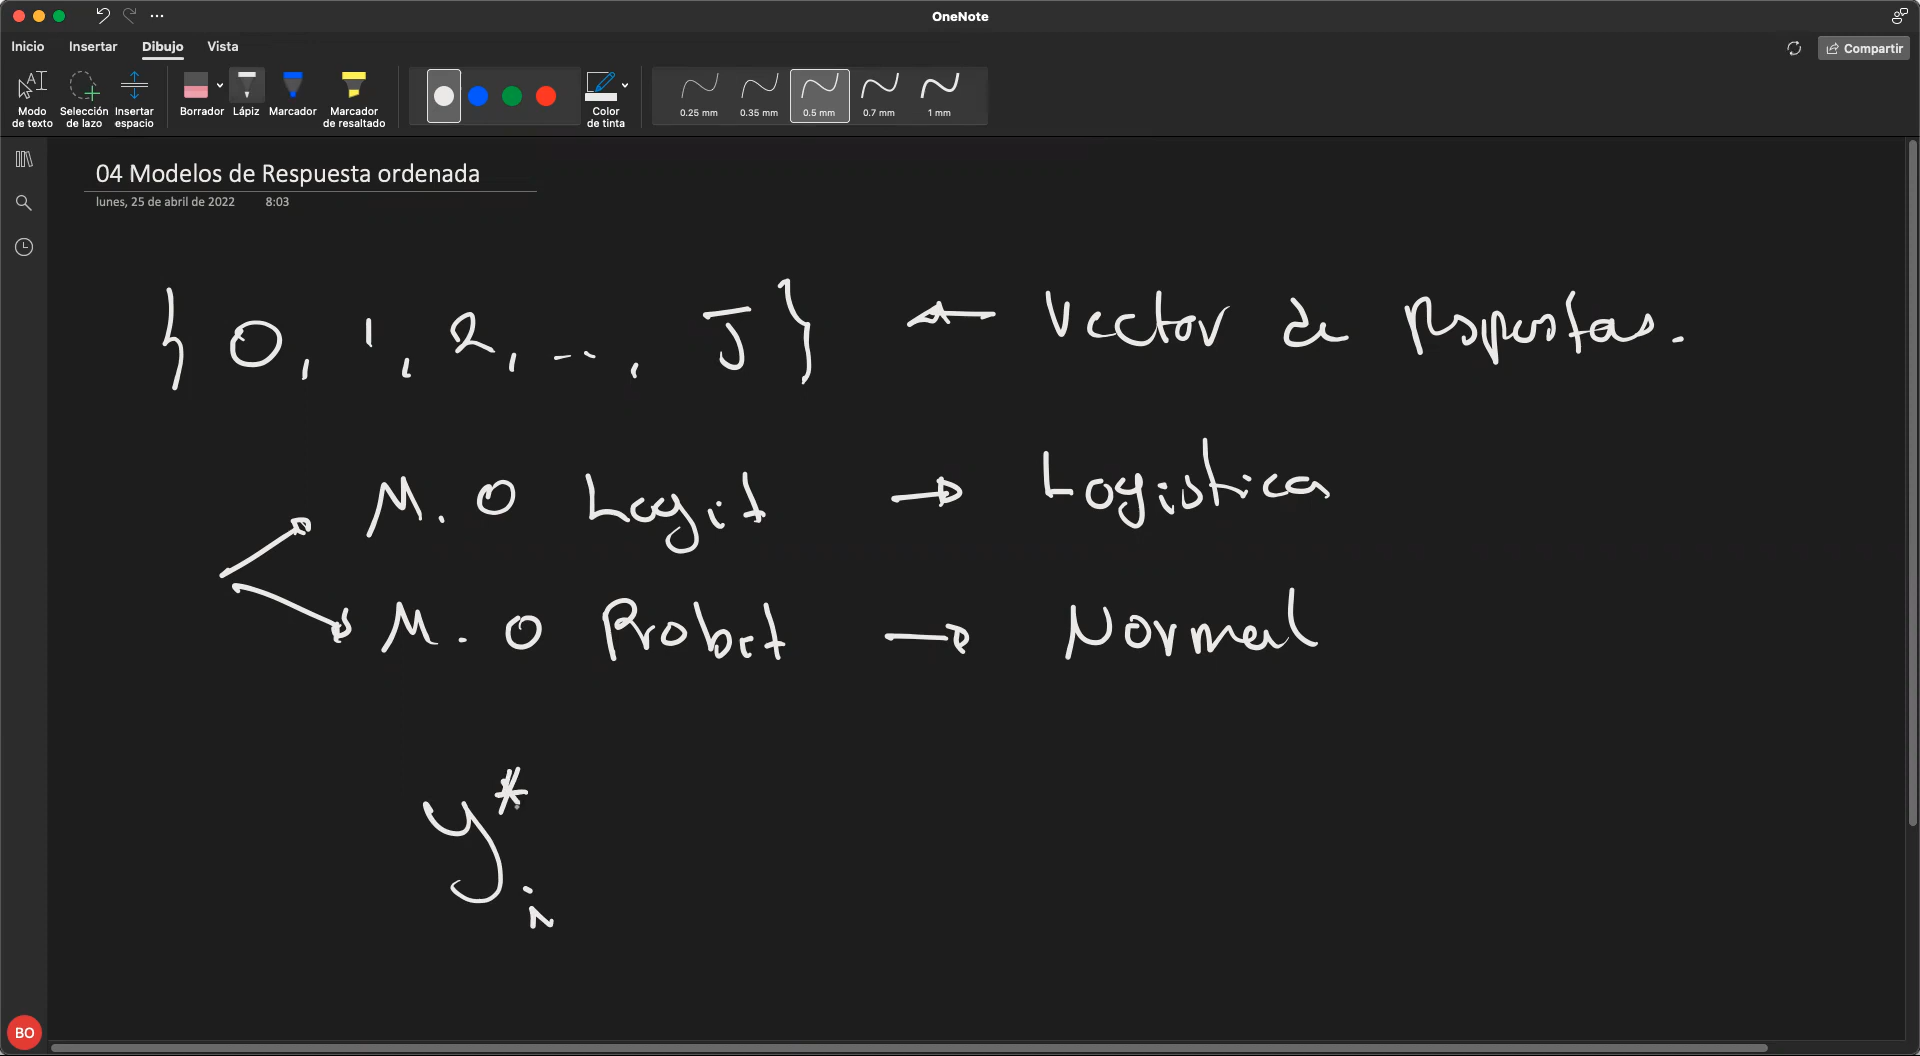 OneNote
Inicio Insertar Dibujo Vista Compartir
Modo de texto Selección de lazo Insertar espacio Borrador Lápiz Marcador Marcador de resaltado Color de tinta 0.25 mm 0.35 mm 0.5 mm 0.7 mm 1 mm
04 Modelos de Respuesta ordenada
lunes, 25 de abril de 2022 8:03
{ 0, 1, 2, ..., J } ← Vector de Respuestas.
M. O Logit → Logistica
M. O Probit → Normal
y*i
BO